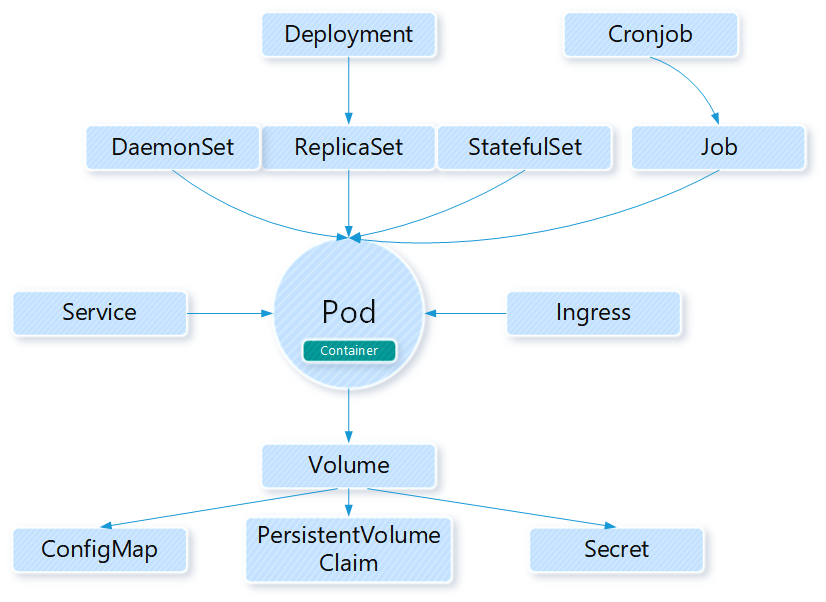 Deployment
Cronjob
DaemonSet
ReplicaSet
StatefulSet
Job
Service
Pod
Container
Ingress
Volume
ConfigMap
PersistentVolume
Claim
Secret